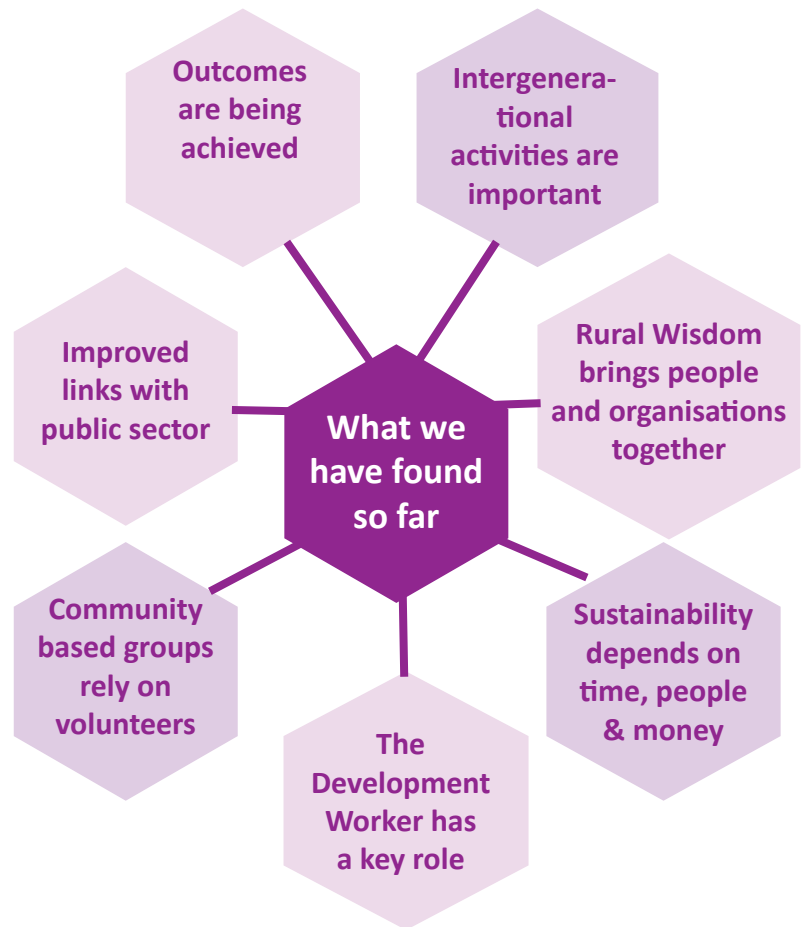 Outcomes
are being
achieved
Intergenera-
tional
activities are
important
Improved
links with
public sector
Rural Wisdom
brings people
and organisations
together
What we
have found
so far
Community
based groups
rely on
volunteers
Sustainability
depends on
time, people
& money
The
Development
Worker has
a key role